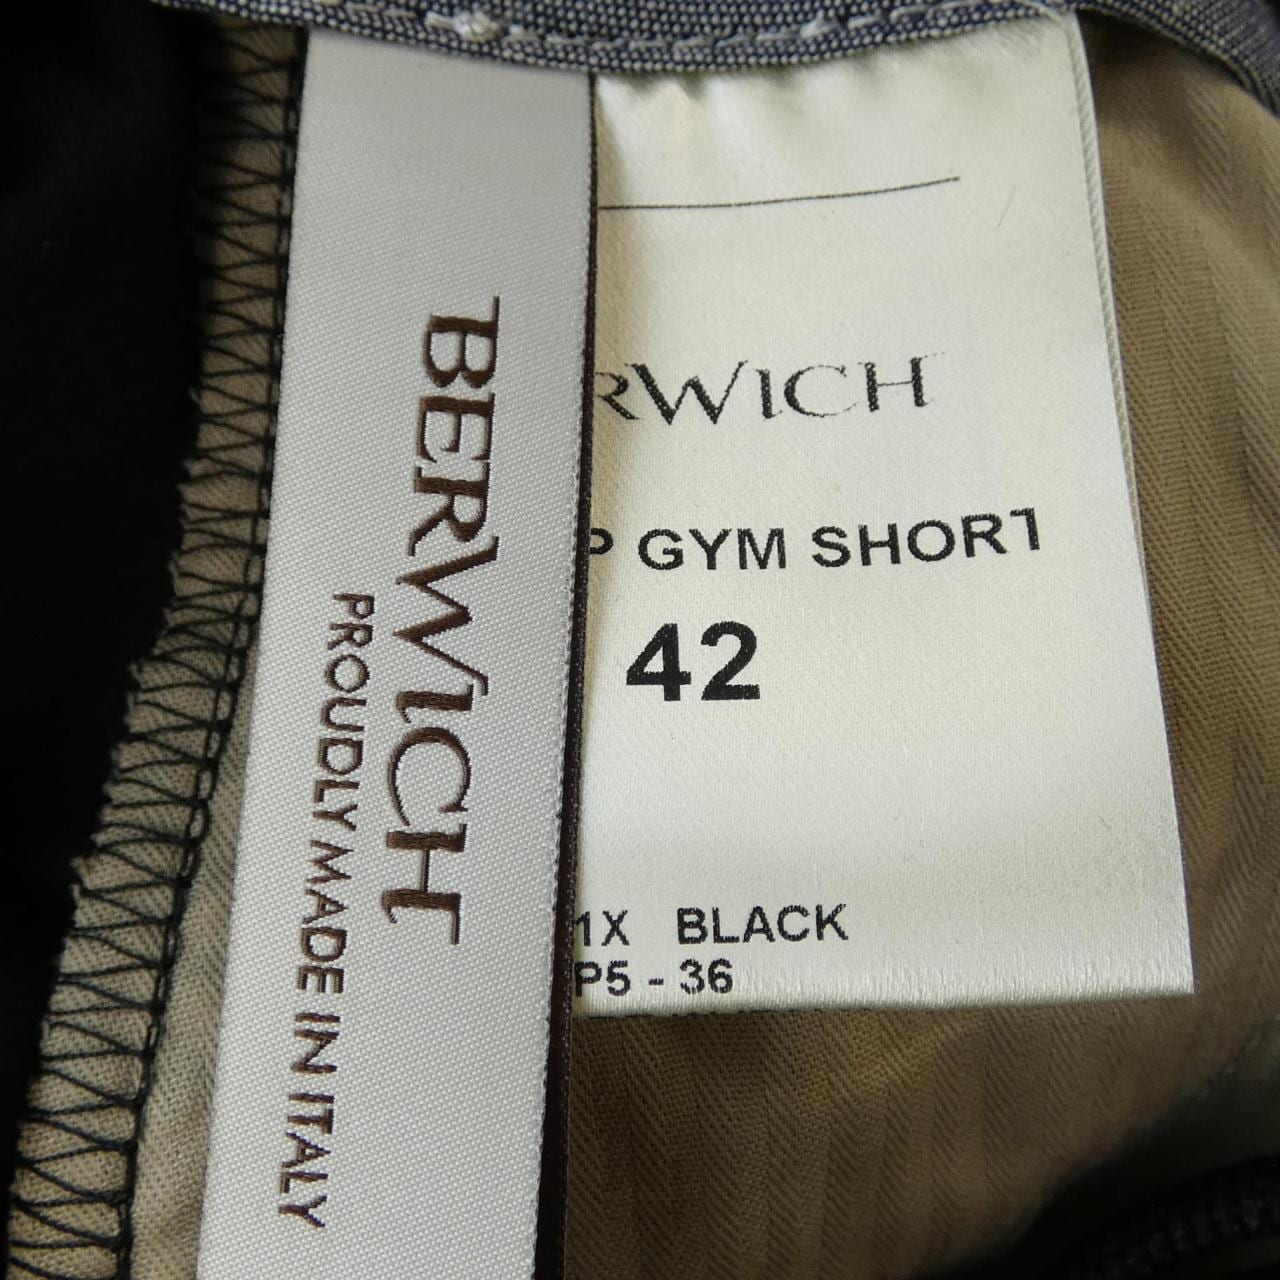 BERWICH
PROUDLY MADE IN ITALY
RWICH
P GYM SHORT
42
1X BLACK
P5 - 36